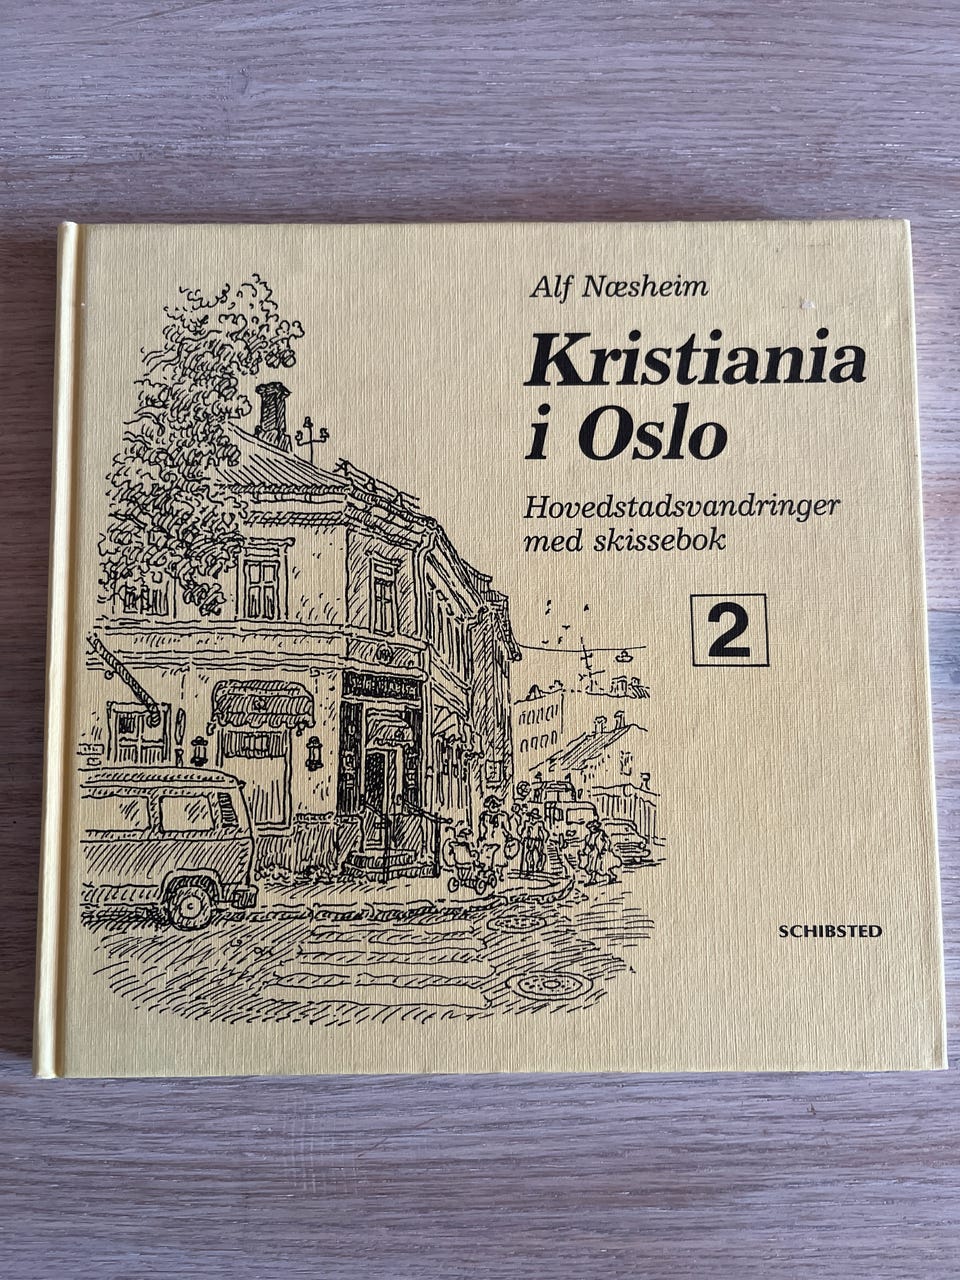 Alf Næsheim
Kristiania
i Oslo
Hovedstadsvandringer
med skissebok
2
SCHIBSTED